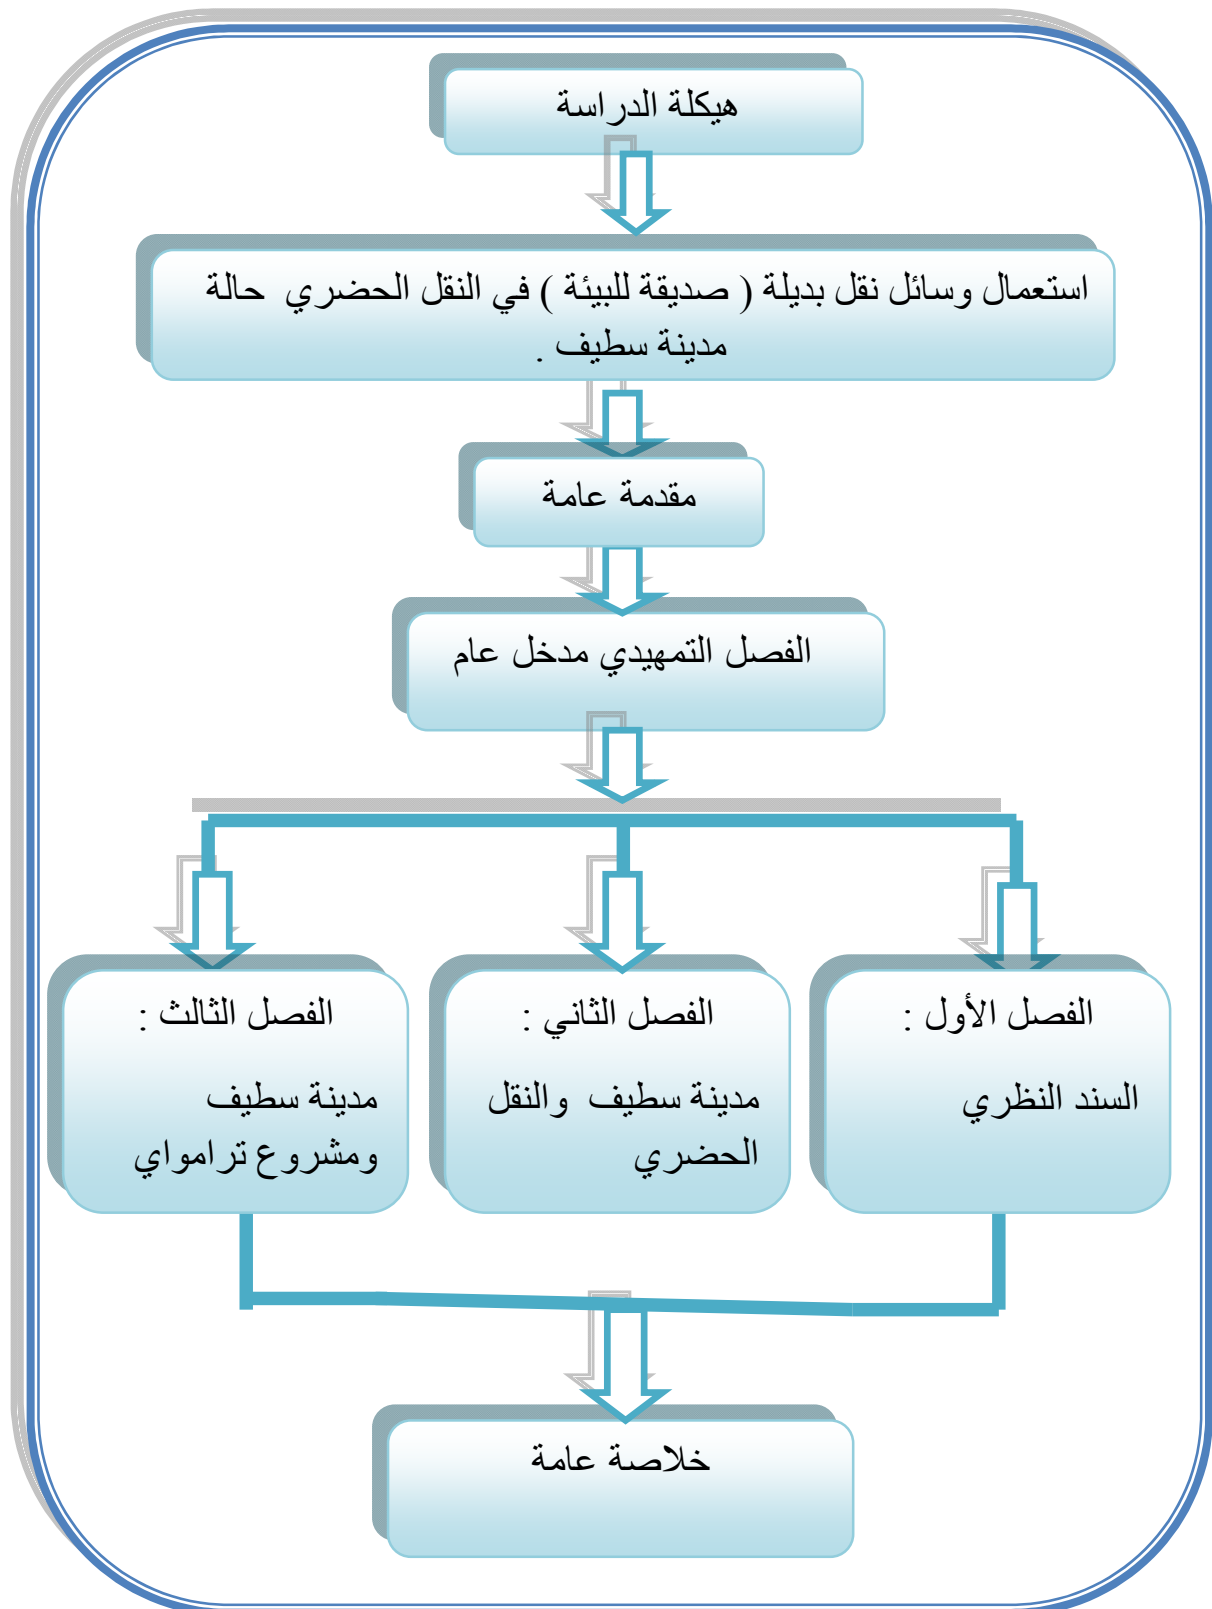 هيكلة الدراسة
استعمال وسائل نقل بديلة ( صديقة للبيئة ) في النقل الحضري حالة
مدينة سطيف .
مقدمة عامة
الفصل التمهيدي مدخل عام
الفصل الأول :
السند النظري
الفصل الثاني :
مدينة سطيف والنقل
الحضري
الفصل الثالث :
مدينة سطيف
ومشروع ترامواي
خلاصة عامة